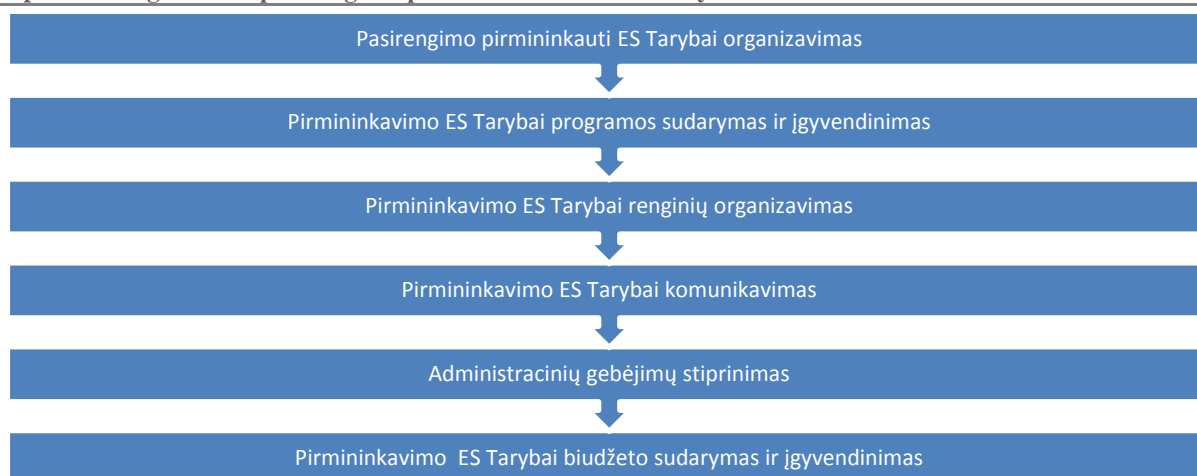 Pasirengimo pirmininkauti ES Tarybai organizavimas
Pirmininkavimo ES Tarybai programos sudarymas ir įgyvendinimas
Pirmininkavimo ES Tarybai renginių organizavimas
Pirmininkavimo ES Tarybai komunikavimas
Administracinių gebėjimų stiprinimas
Pirmininkavimo ES Tarybai biudžeto sudarymas ir įgyvendinimas